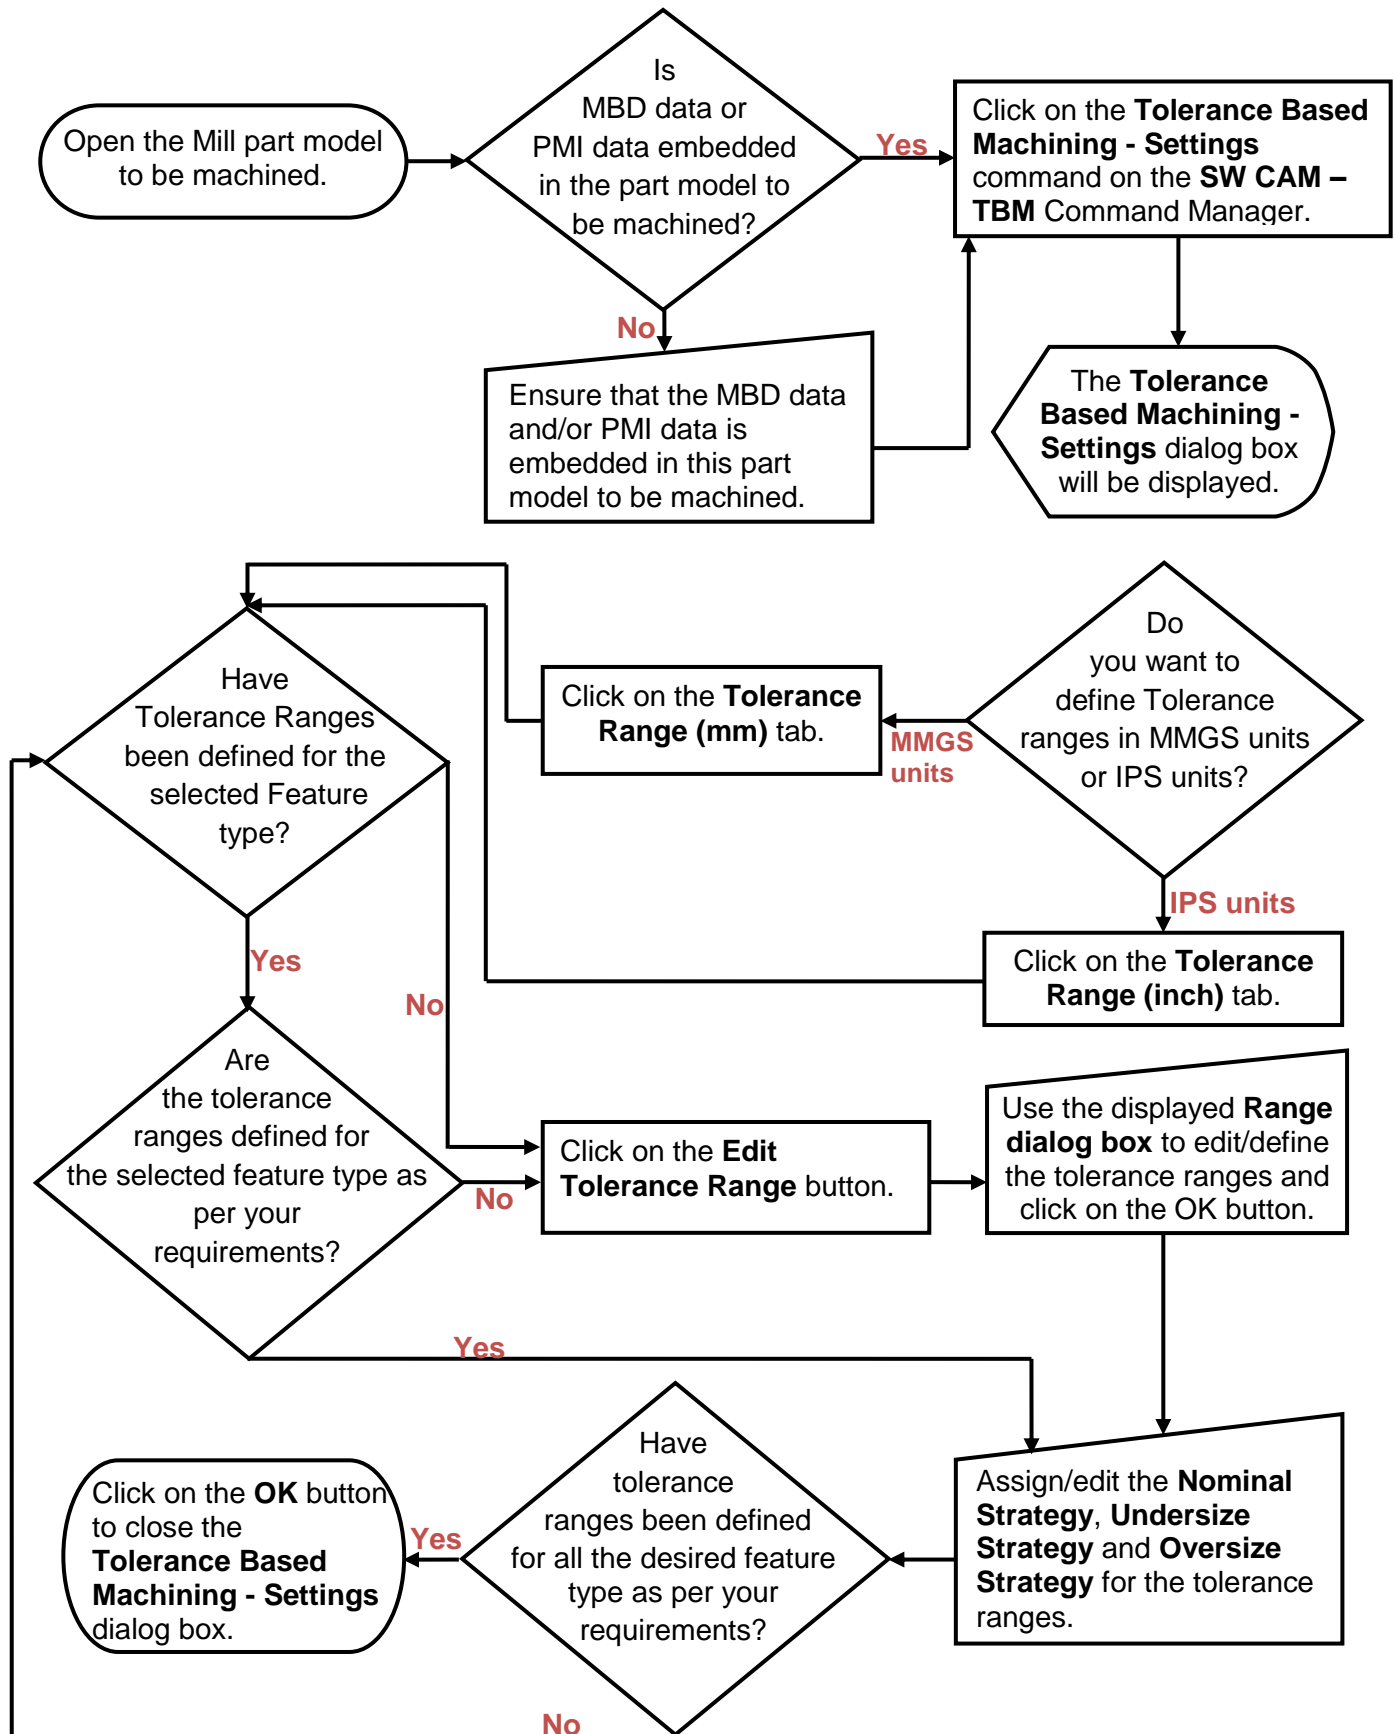 Open the Mill part model
to be machined.
Is
MBD data or
PMI data embedded
in the part model to
be machined?
Yes
Click on the Tolerance Based
Machining - Settings
command on the SW CAM –
TBM Command Manager.
No
Ensure that the MBD data
and/or PMI data is
embedded in this part
model to be machined.
The Tolerance
Based Machining -
Settings dialog box
will be displayed.
Do
you want to
define Tolerance
ranges in MMGS units
or IPS units?
MMGS
units
Click on the Tolerance
Range (mm) tab.
IPS units
Click on the Tolerance
Range (inch) tab.
Have
Tolerance Ranges
been defined for the
selected Feature
type?
Yes
No
Are
the tolerance
ranges defined for
the selected feature type as
per your
requirements?
No
Click on the Edit
Tolerance Range button.
Use the displayed Range
dialog box to edit/define
the tolerance ranges and
click on the OK button.
Yes
Assign/edit the Nominal
Strategy, Undersize
Strategy and Oversize
Strategy for the tolerance
ranges.
Have
tolerance
ranges been defined
for all the desired feature
type as per your
requirements?
Yes
Click on the OK button
to close the
Tolerance Based
Machining - Settings
dialog box.
No